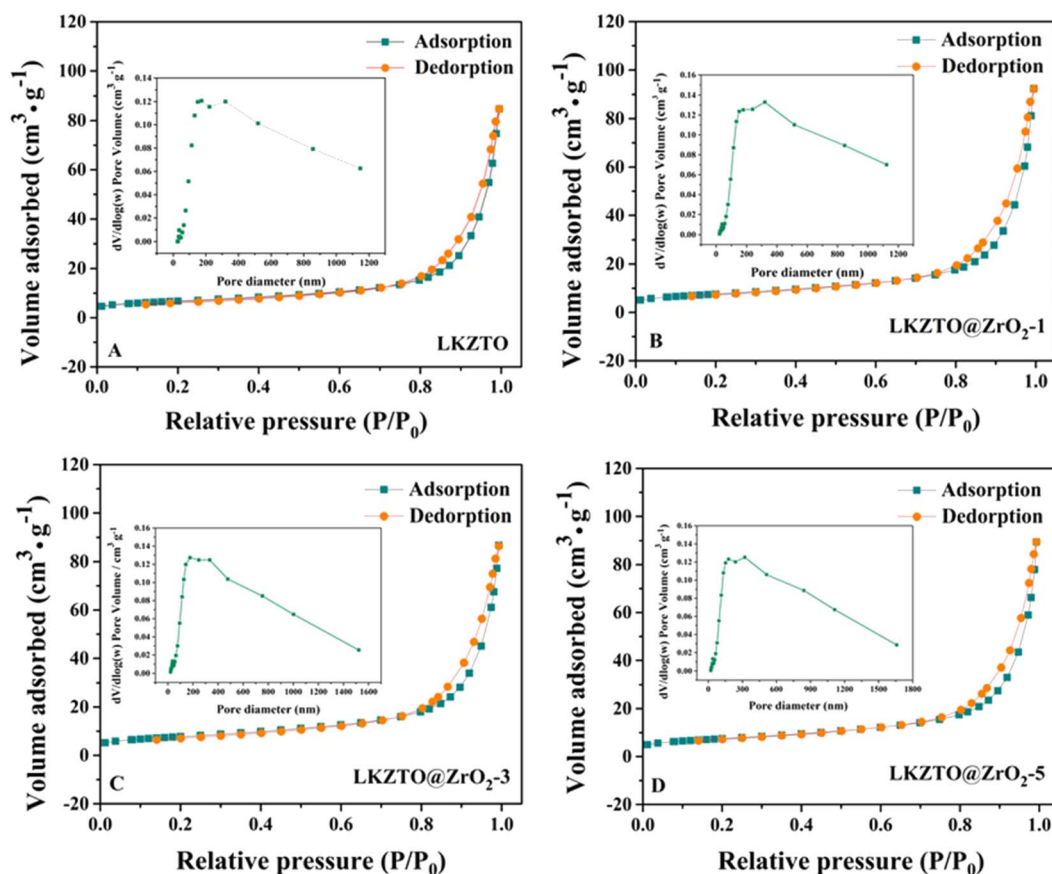 120
100
80
60
40
20
0
-20
Volume adsorbed (cm³•g⁻¹)
Adsorption
Dedorption
0.14
0.12
0.10
0.08
0.06
0.04
0.02
0.00
dV/dlog(w) Pore Volume (cm³ g⁻¹)
0 200 400 600 800 1000 1200
Pore diameter (nm)
A
LKZTO
0.0 0.2 0.4 0.6 0.8 1.0
Relative pressure (P/P₀)
120
100
80
60
40
20
0
-20
Volume adsorbed (cm³•g⁻¹)
Adsorption
Dedorption
0.16
0.14
0.12
0.10
0.08
0.06
0.04
0.02
0.00
dV/dlog(w) Pore Volume (cm³ g⁻¹)
0 200 400 600 800 1000 1200
Pore diameter (nm)
B
LKZTO@ZrO₂-1
0.0 0.2 0.4 0.6 0.8 1.0
Relative pressure (P/P₀)
120
100
80
60
40
20
0
-20
Volume adsorbed (cm³•g⁻¹)
Adsorption
Dedorption
0.16
0.14
0.12
0.10
0.08
0.06
0.04
0.02
0.00
dV/dlog(w) Pore Volume / cm³ g⁻¹)
0 200 400 600 800 1000 1200 1400 1600
Pore diameter (nm)
C
LKZTO@ZrO₂-3
0.0 0.2 0.4 0.6 0.8 1.0
Relative pressure (P/P₀)
120
100
80
60
40
20
0
-20
Volume adsorbed (cm³•g⁻¹)
Adsorption
Dedorption
0.16
0.14
0.12
0.10
0.08
0.06
0.04
0.02
0.00
dV/dlog(w) Pore Volume (cm³ g⁻¹)
0 300 600 900 1200 1500 1800
Pore diameter (nm)
D
LKZTO@ZrO₂-5
0.0 0.2 0.4 0.6 0.8 1.0
Relative pressure (P/P₀)